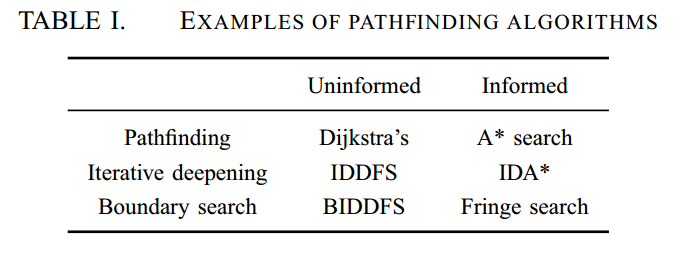 TABLE I. EXAMPLES OF PATHFINDING ALGORITHMS
Uninformed Informed
Pathfinding Dijkstra's A* search
Iterative deepening IDDFS IDA*
Boundary search BIDDFS Fringe search